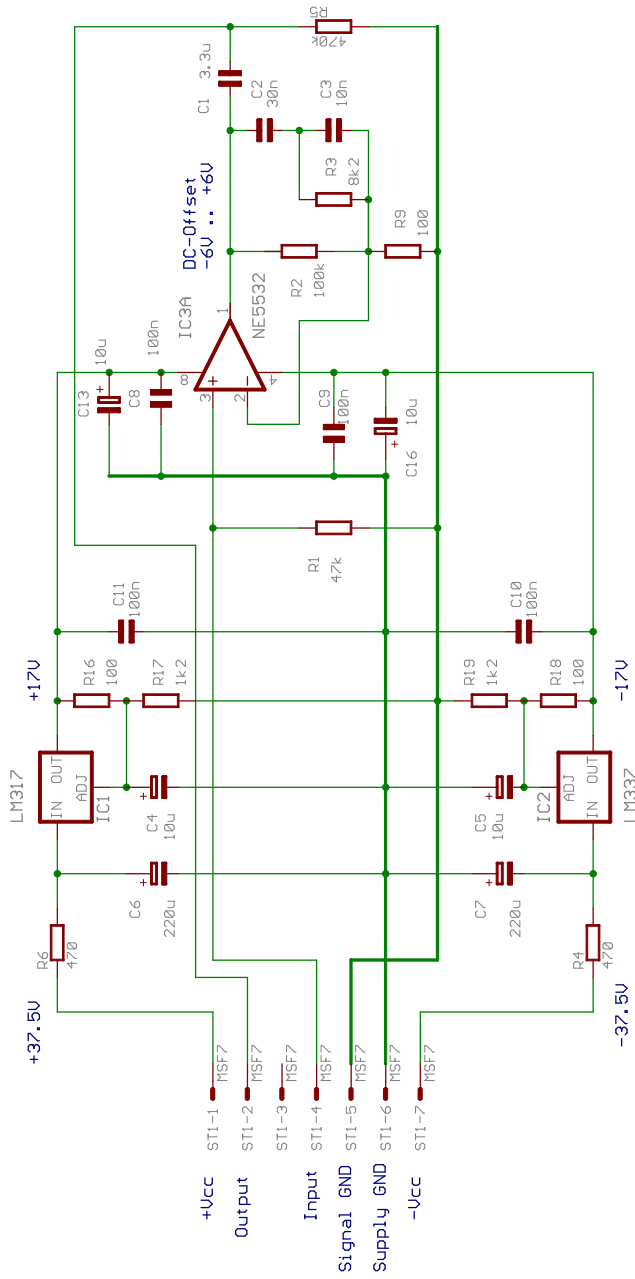 +Vcc
Output
Input
Signal GND
Supply GND
-Vcc
ST1-1
ST1-2
ST1-3
ST1-4
ST1-5
ST1-6
ST1-7
MSF7
MSF7
MSF7
MSF7
MSF7
MSF7
MSF7
+37.5V
-37.5V
R6
470
R4
470
C6
220u
+
C7
220u
+
C4
10u
+
C5
10u
+
LM317
IN
OUT
ADJ
IC1
LM337
IN
OUT
ADJ
IC2
+17V
-17V
R16
100
R17
1k2
R19
1k2
R18
100
C11
100n
C10
100n
R1
47k
C13
10u
+
C8
100n
C9
100n
C16
10u
+
IC3A
NE5532
3
2
1
8
4
+
-
DC-Offset
-6V .. +6V
R2
100k
R9
100
R3
8k2
C2
30n
C3
10n
C1
3.3u
R5
470k